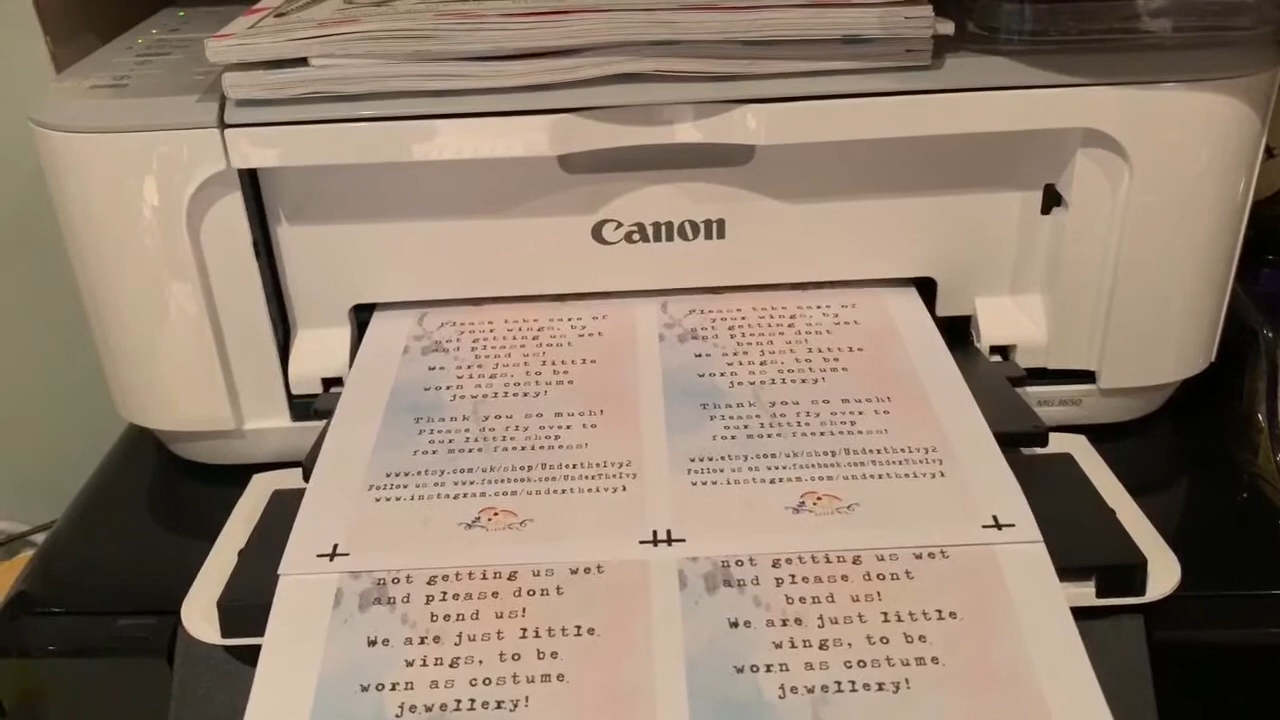 Canon
MG3650
Please take care of
your wings, by
not getting us wet
and please dont
bend us!
We are just little
wings, to be
worn as costume
jewellery!
Thank you so much!
Please do fly over to
our little shop
for more faerieness!
www.etsy.com/uk/shop/UndertheIvy2
Follow us on www.facebook.com/UnderTheIvy
www.instagram.com/undertheivy1
Please take care of
your wings, by
not getting us wet
and please dont
bend us!
We are just little
wings, to be
worn as costume
jewellery!
Thank you so much!
Please do fly over to
our little shop
for more faerieness!
www.etsy.com/uk/shop/UndertheIvy2
Follow us on www.facebook.com/UnderTheIvy
www.instagram.com/undertheivy1
not getting us wet
and please dont
bend us!
We are just little
wings, to be
worn as costume
jewellery!
not getting us wet
and please dont
bend us!
We are just little
wings, to be
worn as costume
jewellery!